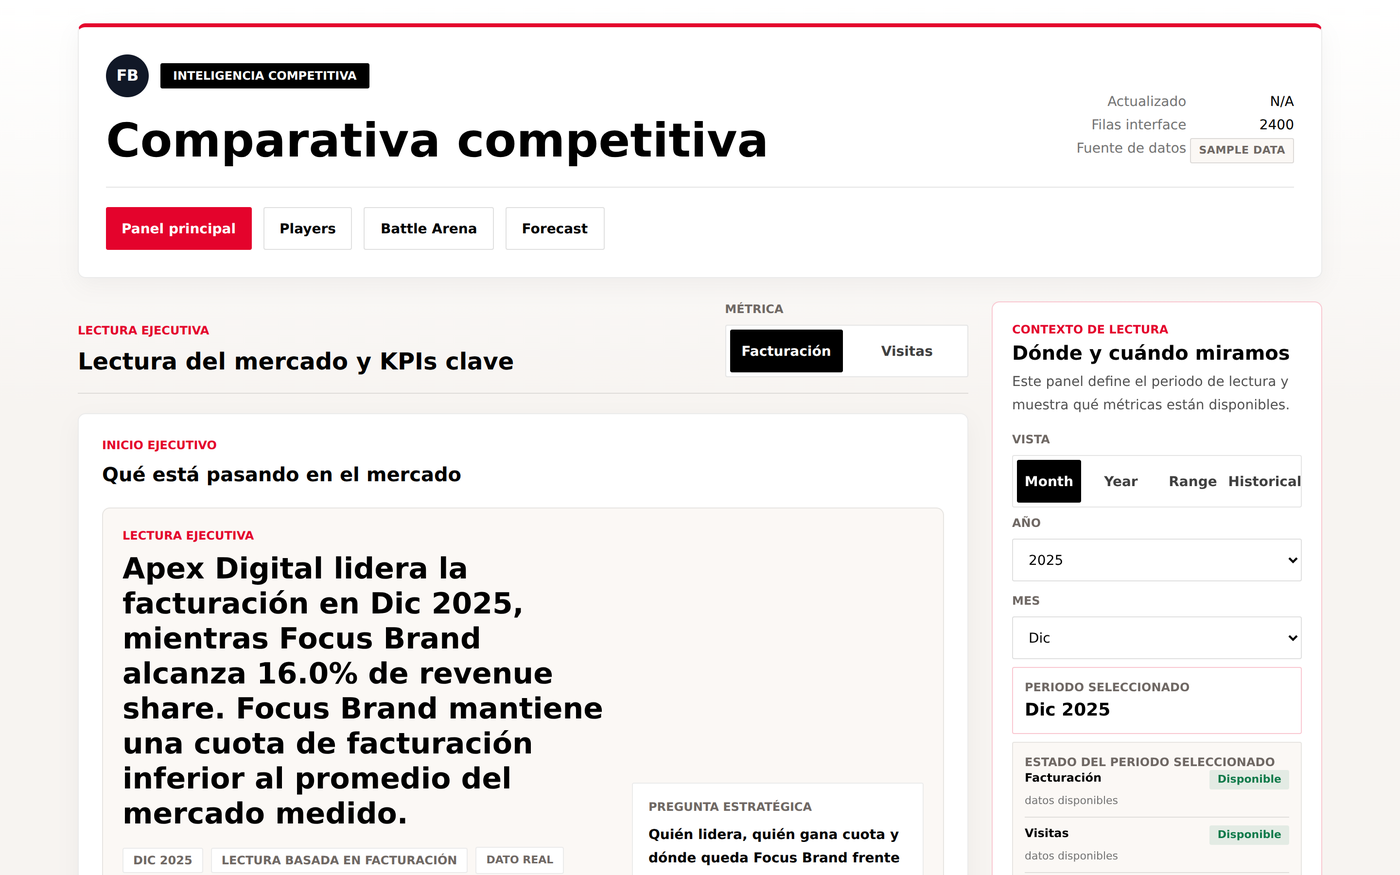 FB
INTELIGENCIA COMPETITIVA
Comparativa competitiva
Actualizado N/A
Filas interface 2400
Fuente de datos SAMPLE DATA
Panel principal
Players
Battle Arena
Forecast
LECTURA EJECUTIVA
Lectura del mercado y KPIs clave
MÉTRICA
Facturación
Visitas
INICIO EJECUTIVO
Qué está pasando en el mercado
LECTURA EJECUTIVA
Apex Digital lidera la
facturación en Dic 2025,
mientras Focus Brand
alcanza 16.0% de revenue
share. Focus Brand mantiene
una cuota de facturación
inferior al promedio del
mercado medido.
DIC 2025
LECTURA BASADA EN FACTURACIÓN
DATO REAL
PREGUNTA ESTRATÉGICA
Quién lidera, quién gana cuota y
dónde queda Focus Brand frente
CONTEXTO DE LECTURA
Dónde y cuándo miramos
Este panel define el periodo de lectura y
muestra qué métricas están disponibles.
VISTA
Month
Year
Range
Historical
AÑO
2025
MES
Dic
PERIODO SELECCIONADO
Dic 2025
ESTADO DEL PERIODO SELECCIONADO
Facturación Disponible
datos disponibles
Visitas Disponible
datos disponibles